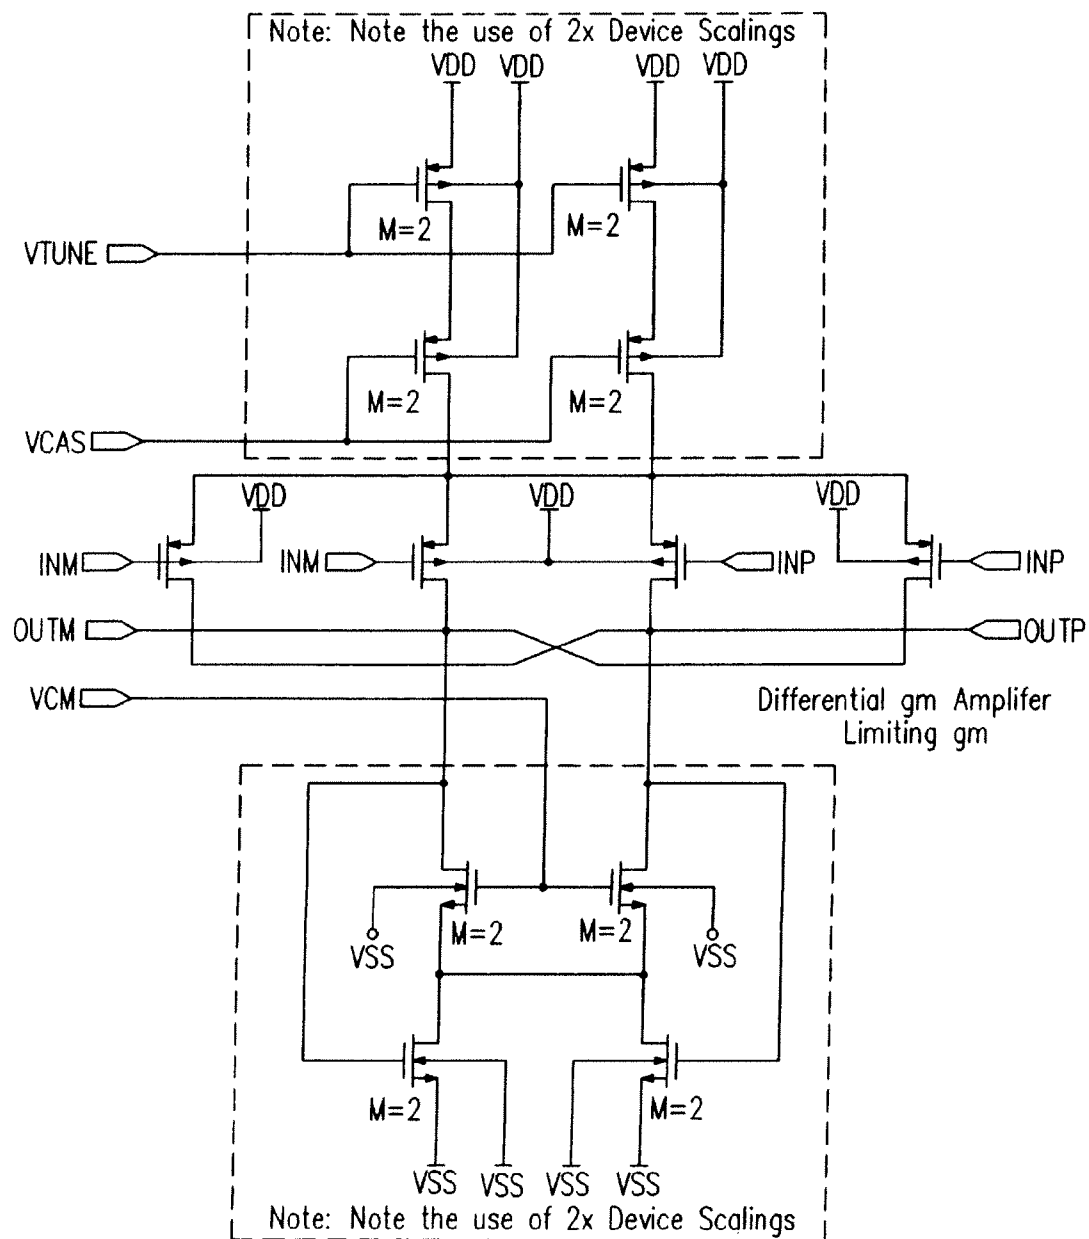 Note: Note the use of 2x Device Scalings
VDD VDD VDD VDD
M=2 M=2
VTUNE
M=2 M=2
VCAS
VDD VDD VDD
INM INM INP INP
OUTM OUTP
VCM
Differential gm Amplifer
Limiting gm
M=2 M=2
VSS VSS
M=2 M=2
VSS VSS VSS VSS
Note: Note the use of 2x Device Scalings